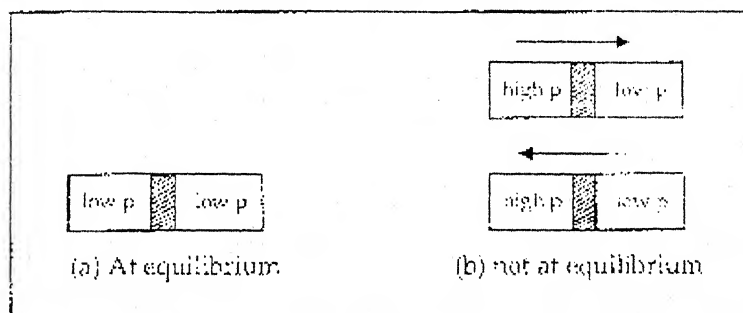 high p low p
low p low p
high p low p
(a) At equilibrium
(b) not at equilibrium